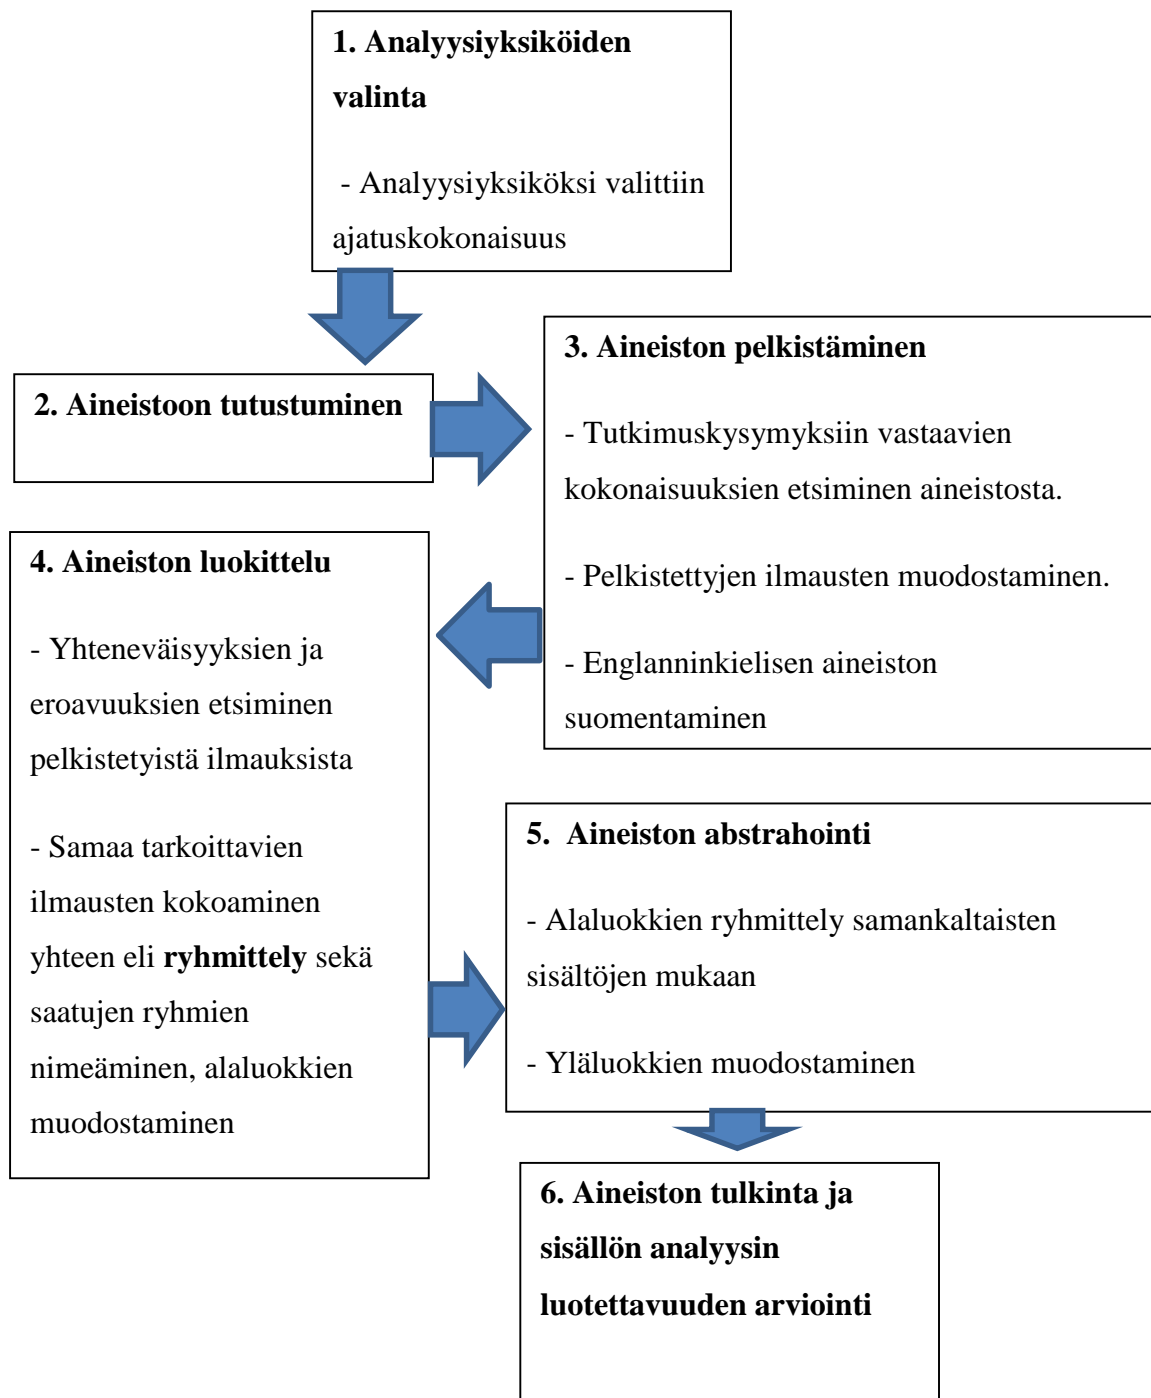 1. Analyysiyksiköiden
valinta
- Analyysiyksiköksi valittiin
ajatuskokonaisuus
2. Aineistoon tutustuminen
3. Aineiston pelkistäminen
- Tutkimuskysymyksiin vastaavien
kokonaisuuksien etsiminen aineistosta.
- Pelkistettyjen ilmausten muodostaminen.
- Englanninkielisen aineiston
suomentaminen
4. Aineiston luokittelu
- Yhteneväisyyksien ja
eroavuuksien etsiminen
pelkistetyistä ilmauksista
- Samaa tarkoittavien
ilmausten kokoaminen
yhteen eli ryhmittely sekä
saatujen ryhmien
nimeäminen, alaluokkien
muodostaminen
5. Aineiston abstrahointi
- Alaluokkien ryhmittely samankaltaisten
sisältöjen mukaan
- Yläluokkien muodostaminen
6. Aineiston tulkinta ja
sisällön analyysin
luotettavuuden arviointi